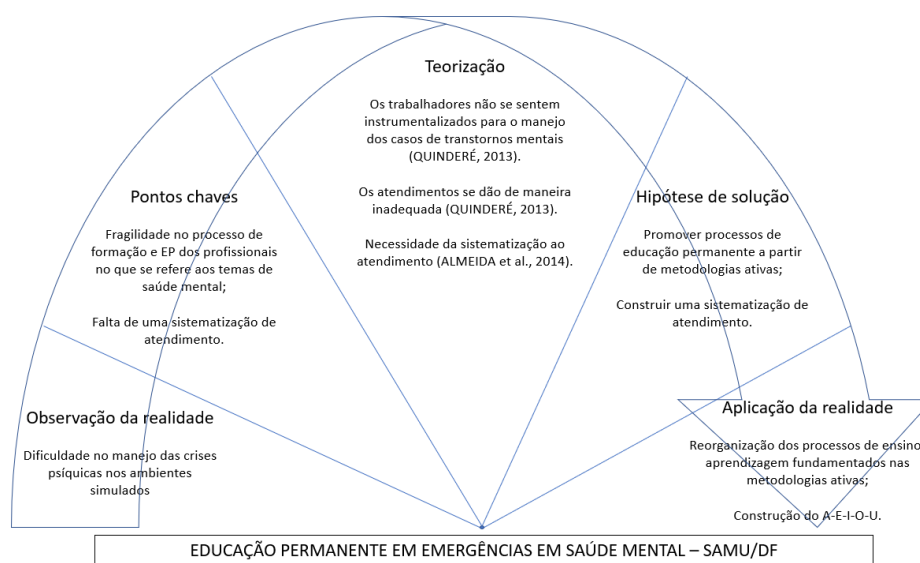 Observação da realidade
Dificuldade no manejo das crises
psíquicas nos ambientes
simulados
Pontos chaves
Fragilidade no processo de
formação e EP dos profissionais
no que se refere aos temas de
saúde mental;
Falta de uma sistematização de
atendimento.
Teorização
Os trabalhadores não se sentem
instrumentalizados para o manejo
dos casos de transtornos mentais
(QUINDERÉ, 2013).
Os atendimentos se dão de maneira
inadequada (QUINDERÉ, 2013).
Necessidade da sistematização ao
atendimento (ALMEIDA et al., 2014).
Hipótese de solução
Promover processos de
educação permanente a partir
de metodologias ativas;
Construir uma sistematização de
atendimento.
Aplicação da realidade
Reorganização dos processos de ensino
aprendizagem fundamentados nas
metodologias ativas;
Construção do A-E-I-O-U.
EDUCAÇÃO PERMANENTE EM EMERGÊNCIAS EM SAÚDE MENTAL – SAMU/DF